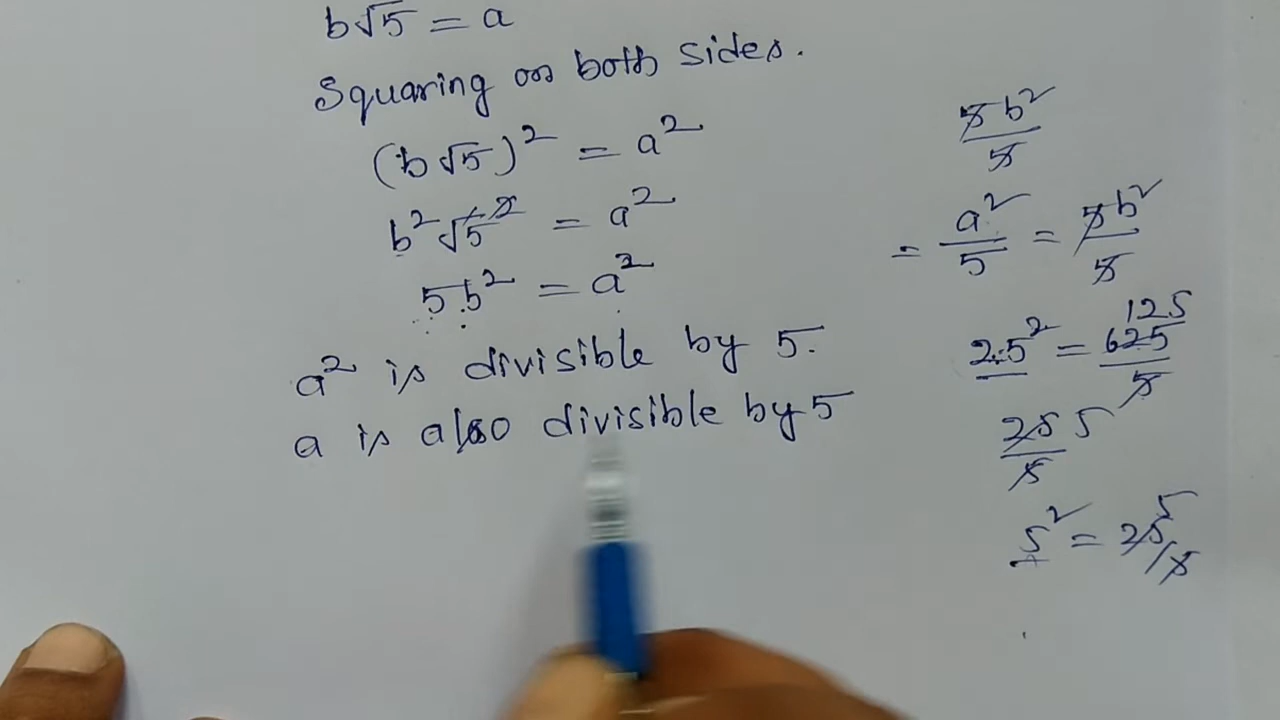 b√5 = a
Squaring on both sides.
(b√5)² = a²
b²√5² = a²
5b² = a²
a² is divisible by 5.
a is also divisible by 5
5b²/5
= a²/5 = 5b²/5
25² = 625/5 125
25/5 5
5² = 25/5 5